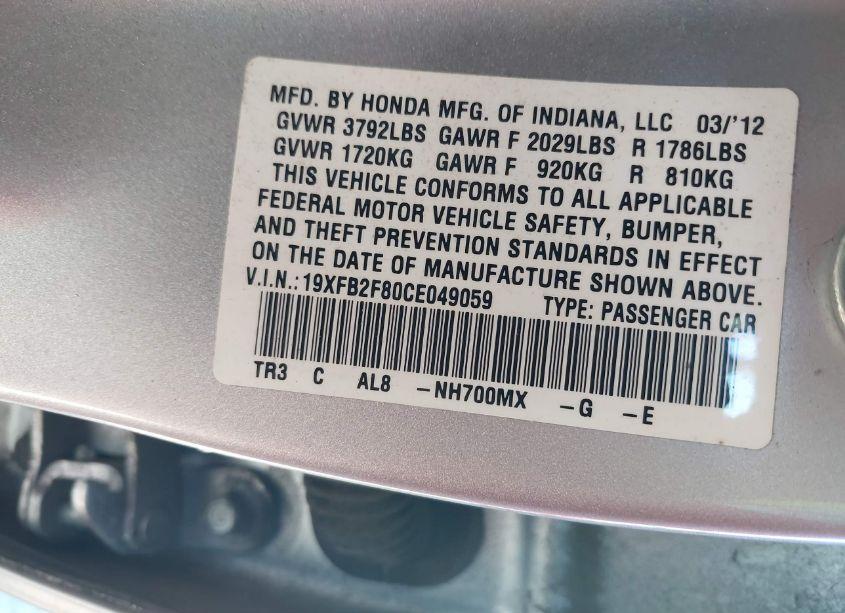 MFD. BY HONDA MFG. OF INDIANA, LLC 03/'12
GVWR 3792LBS GAWR F 2029LBS R 1786LBS
GVWR 1720KG GAWR F 920KG R 810KG
THIS VEHICLE CONFORMS TO ALL APPLICABLE
FEDERAL MOTOR VEHICLE SAFETY, BUMPER,
AND THEFT PREVENTION STANDARDS IN EFFECT
ON THE DATE OF MANUFACTURE SHOWN ABOVE.
V.I.N.:19XFB2F80CE049059 TYPE: PASSENGER CAR
TR3 C AL8 -NH700MX -G -E